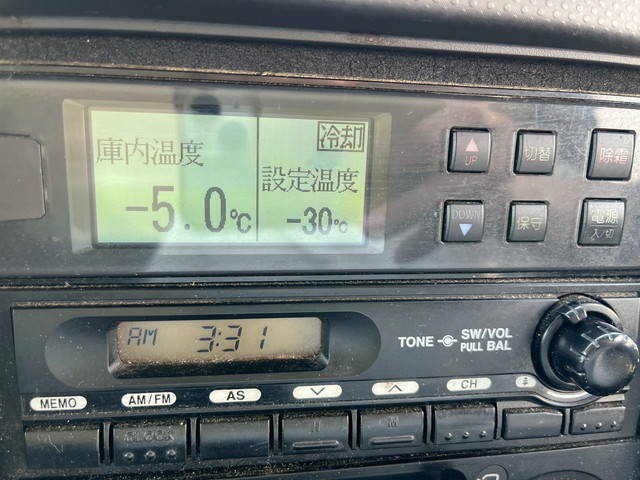 冷却
庫内温度
設定温度
-5.0℃
-30℃
UP
切替
除霜
DOWN
保守
電源
入/切
AM 3:31
TONE
SW/VOL
PULL BAL
MEMO
AM/FM
AS
CH
CLOCK